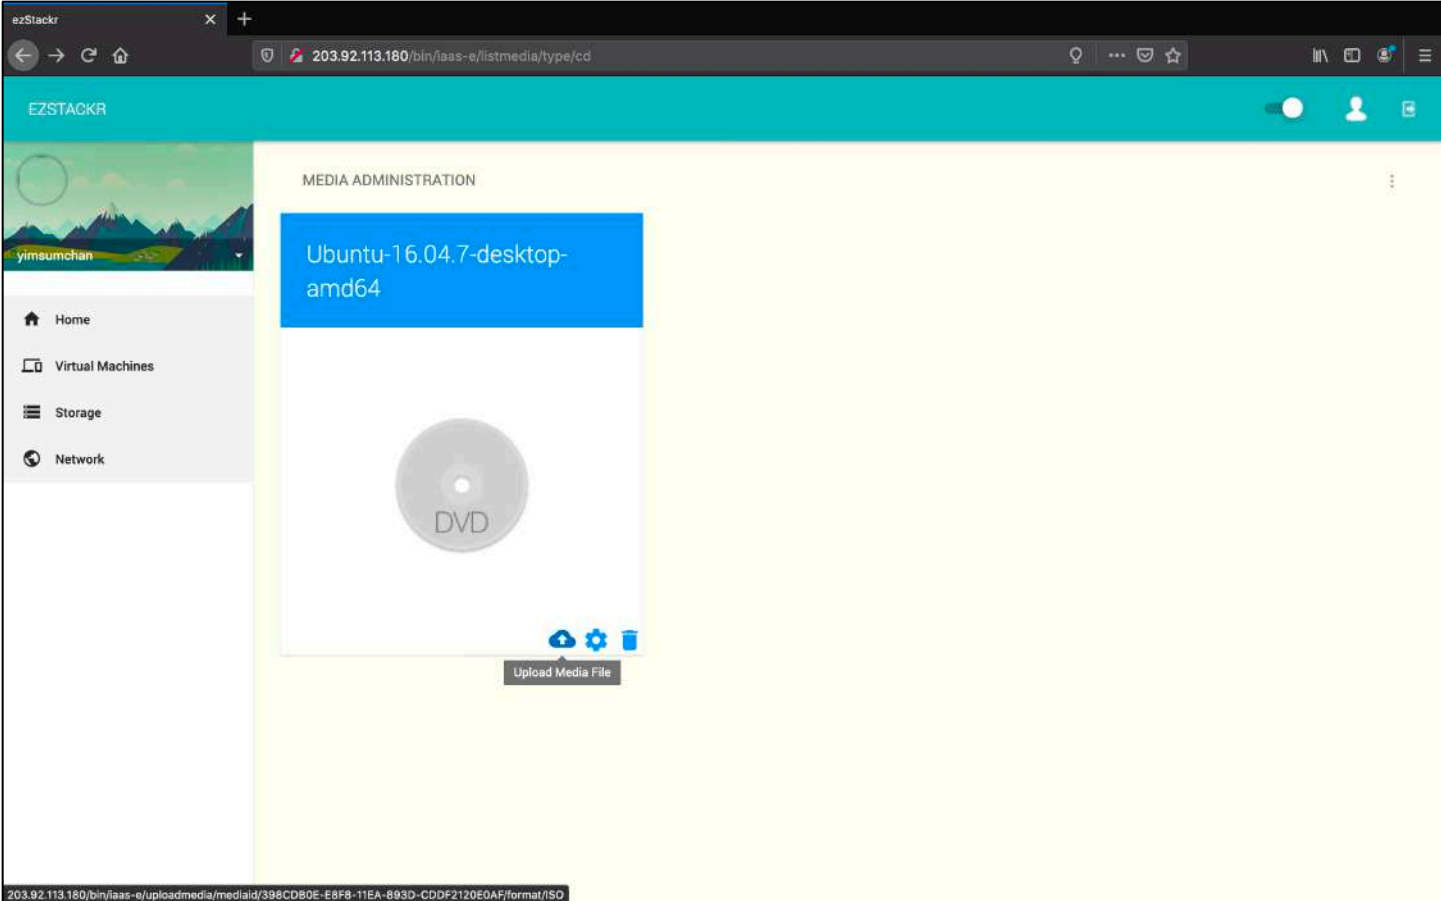 ezStackr
203.92.113.180/bin/iaas-e/listmedia/type/cd
EZSTACKR
yimsumchan
Home
Virtual Machines
Storage
Network
MEDIA ADMINISTRATION
Ubuntu-16.04.7-desktop-
amd64
DVD
Upload Media File
203.92.113.180/bin/iaas-e/uploadmedia/mediaid/398CDB0E-E8F8-11EA-893D-CDDF2120E0AF/format/ISO